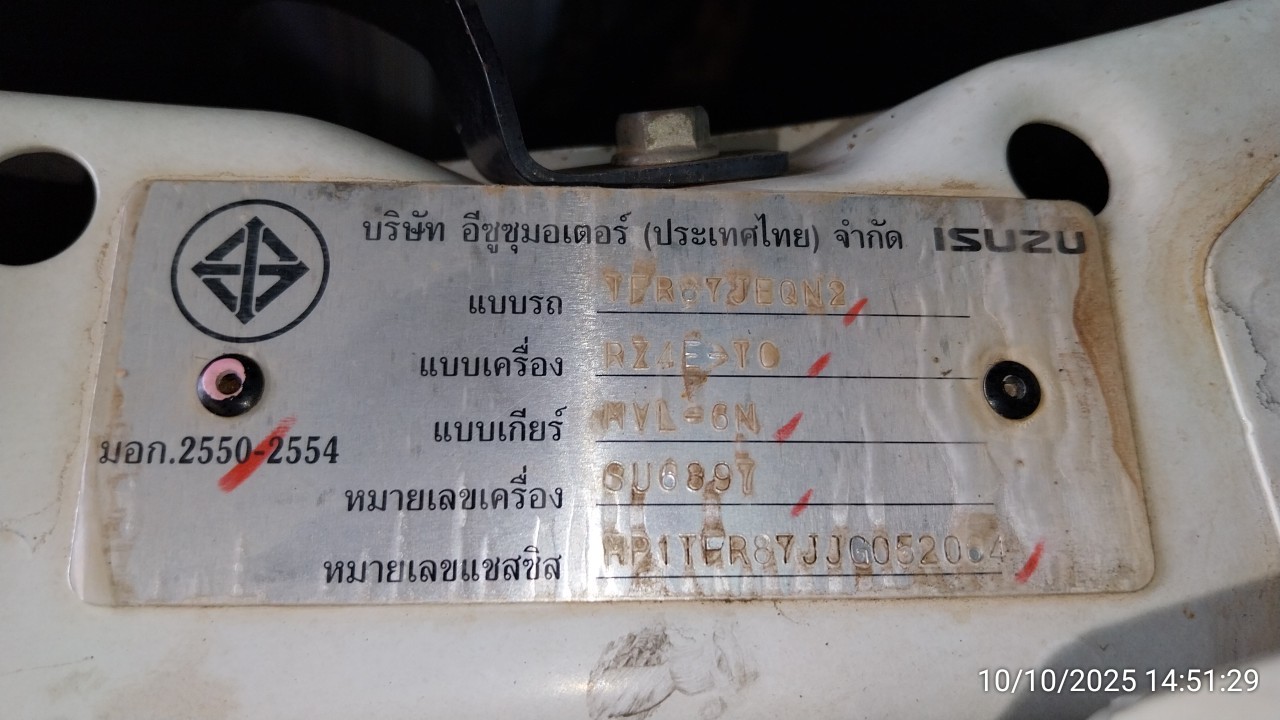 บริษัท อีซูซุมอเตอร์ (ประเทศไทย) จำกัด ISUZU
แบบรถ TFR87JEQN2
แบบเครื่อง RZ4E-TC
แบบเกียร์ MVL-6N
มอก.2550-2554
หมายเลขเครื่อง
หมายเลขแชสซิส
10/10/2025 14:51:29